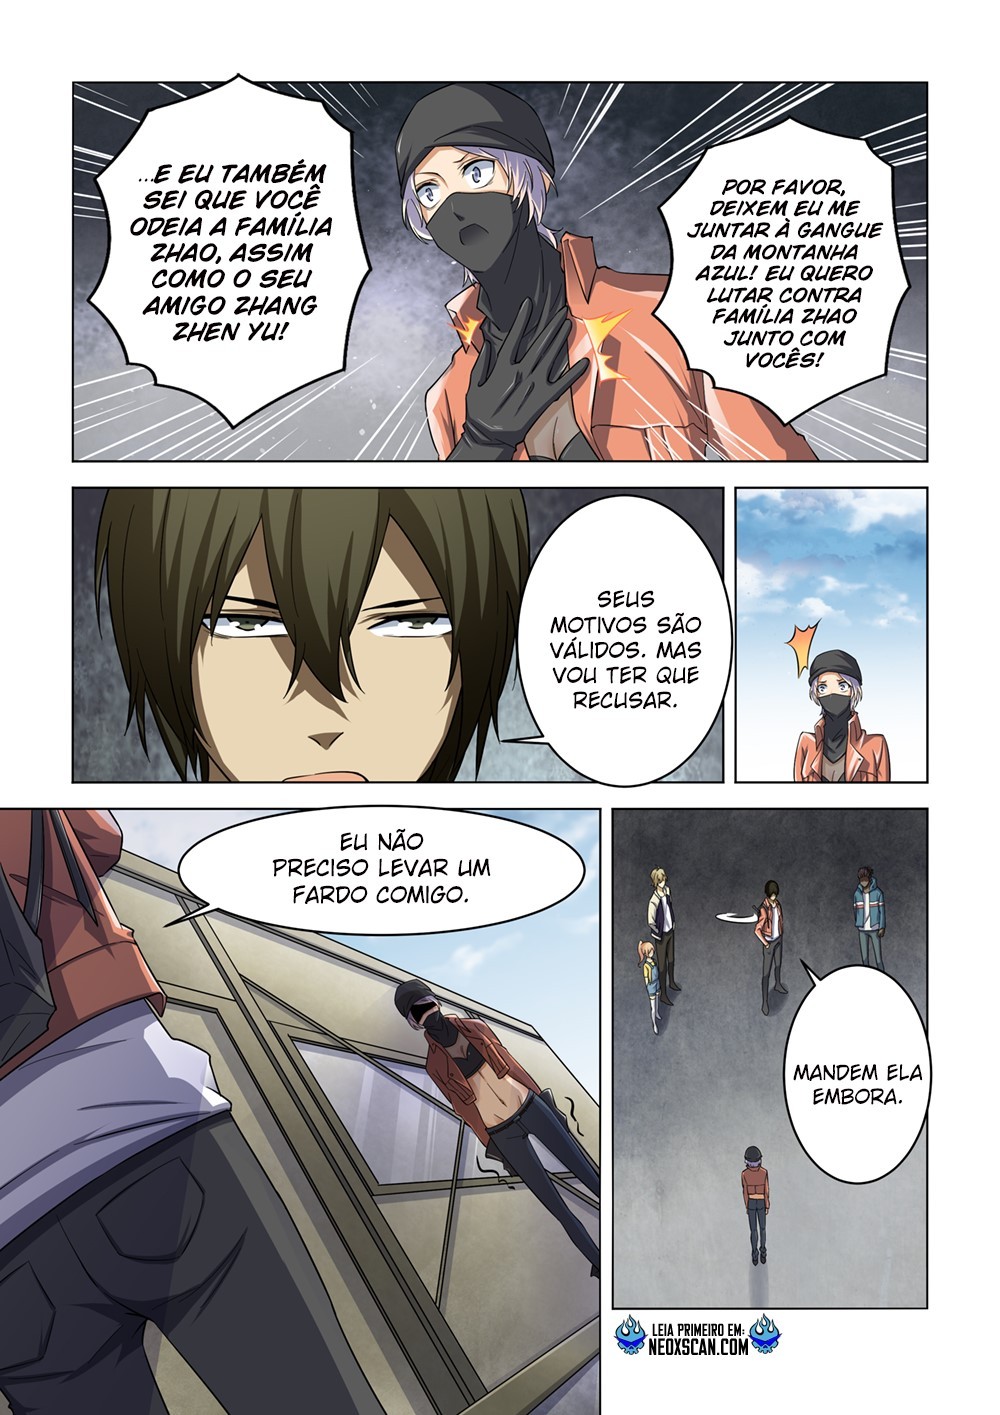 ...E EU TAMBÉM
SEI QUE VOCÊ
ODEIA A FAMÍLIA
ZHAO, ASSIM
COMO O SEU
AMIGO ZHANG
ZHEN YU!
POR FAVOR,
DEIXEM EU ME
JUNTAR À GANGUE
DA MONTANHA
AZUL! EU QUERO
LUTAR CONTRA
FAMÍLIA ZHAO
JUNTO COM
VOCÊS!
SEUS
MOTIVOS SÃO
VÁLIDOS. MAS
VOU TER QUE
RECUSAR.
EU NÃO
PRECISO LEVAR UM
FARDO COMIGO.
MANDEM ELA
EMBORA.
LEIA PRIMEIRO EM:
NEOXSCAN.COM